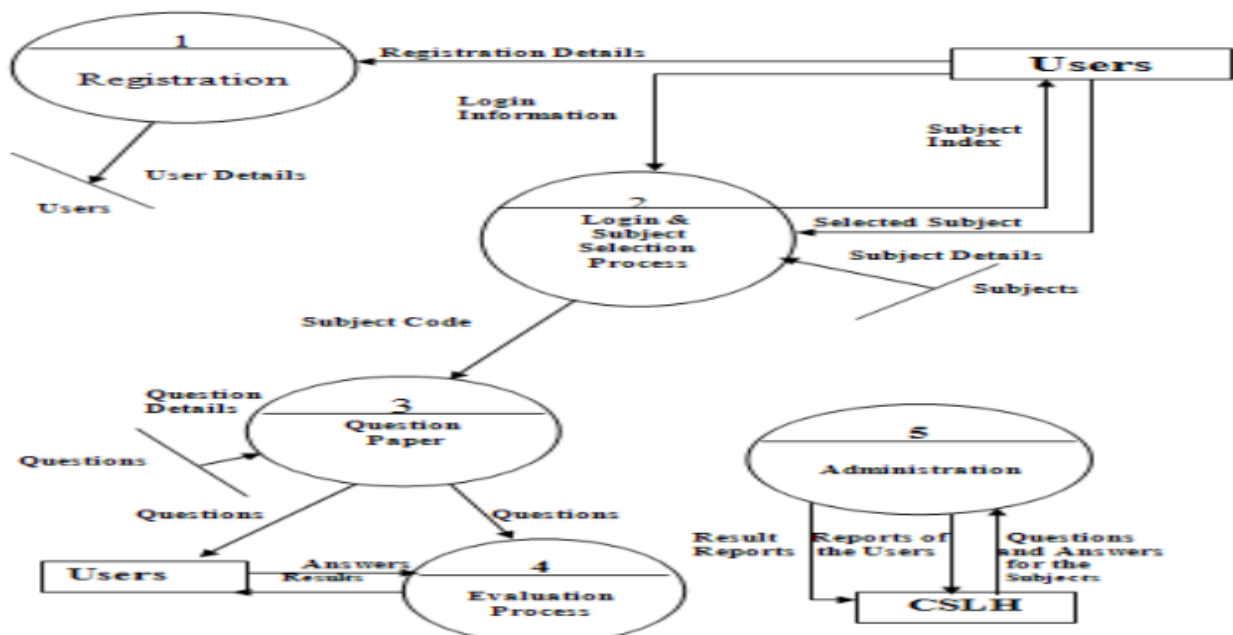 1
Registration
Registration Details
Users
Login
Information
Subject
Index
User Details
Users
2
Login &
Subject
Selection
Process
Selected Subject
Subject Details
Subjects
Subject Code
Question
Details
3
Question
Paper
Questions
5
Administration
Questions
Questions
Result
Reports
Reports of
the Users
Questions
and Answers
for the
Subjects
Users
Answers
Results
4
Evaluation
Process
CSLH